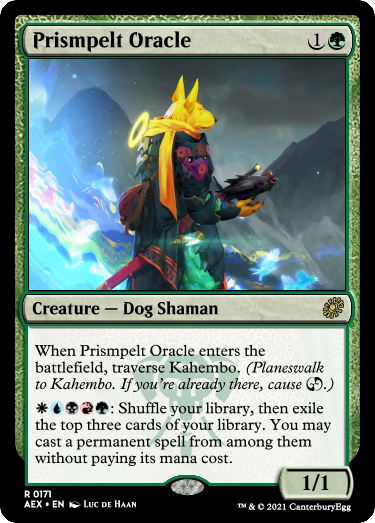 Prismpelt Oracle 1
Creature — Dog Shaman
When Prismpelt Oracle enters the
battlefield, traverse Kahembo. (Planeswalk
to Kahembo. If you're already there, cause .)
: Shuffle your library, then exile
the top three cards of your library. You may
cast a permanent spell from among them
without paying its mana cost.
1/1
R 0171
AEX • EN Luc de Haan
™ & © 2021 CanterburyEgg